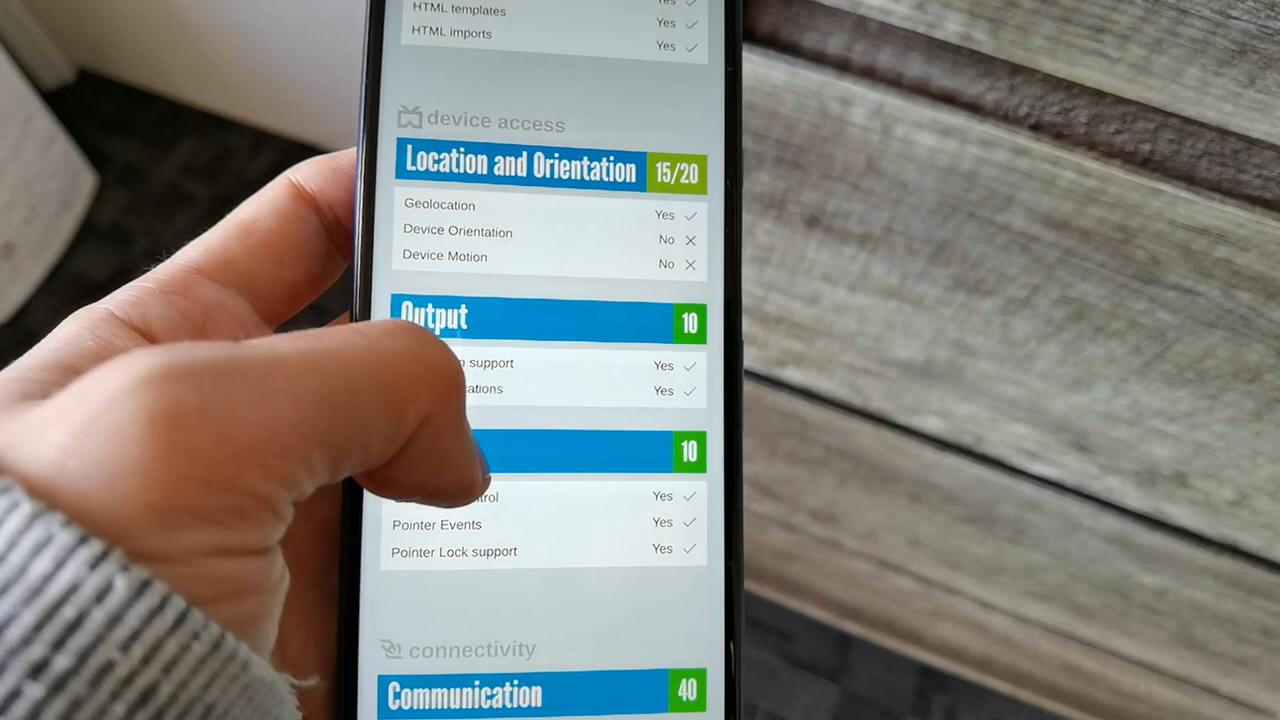 Yes
HTML templates Yes
HTML imports Yes
device access
Location and Orientation 15/20
Geolocation Yes
Device Orientation No
Device Motion No
Output 10
support Yes
Yes
10
Yes
Pointer Events Yes
Pointer Lock support Yes
connectivity
Communication 40